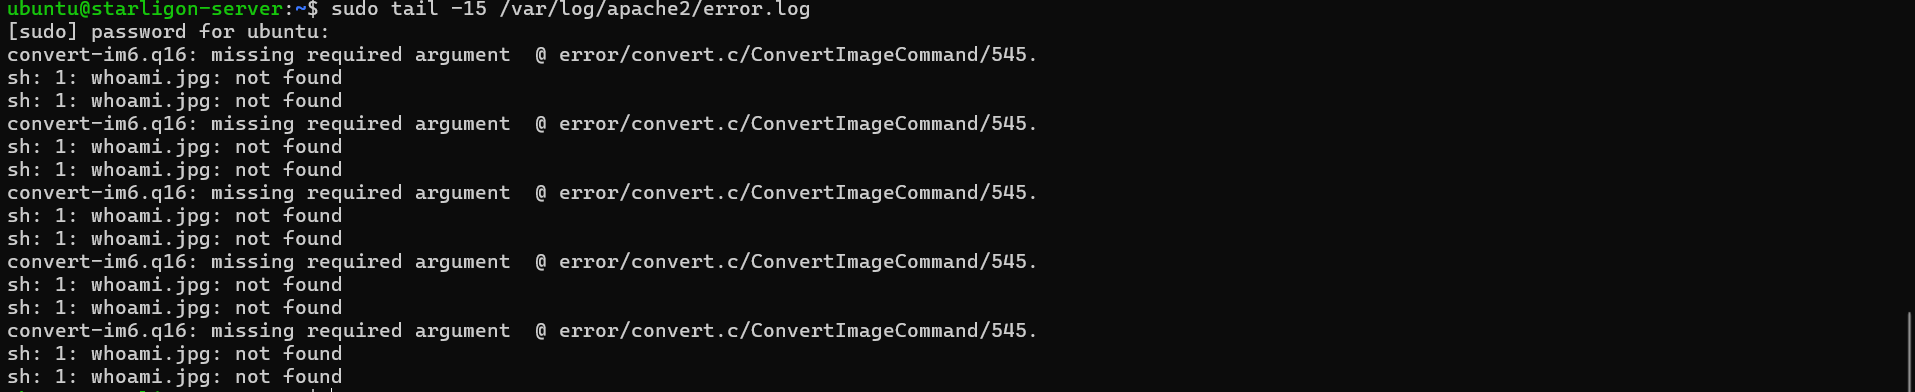 ubuntu@starligon-server:~$ sudo tail -15 /var/log/apache2/error.log
[sudo] password for ubuntu:
convert-im6.q16: missing required argument  @ error/convert.c/ConvertImageCommand/545.
sh: 1: whoami.jpg: not found
sh: 1: whoami.jpg: not found
convert-im6.q16: missing required argument  @ error/convert.c/ConvertImageCommand/545.
sh: 1: whoami.jpg: not found
sh: 1: whoami.jpg: not found
convert-im6.q16: missing required argument  @ error/convert.c/ConvertImageCommand/545.
sh: 1: whoami.jpg: not found
sh: 1: whoami.jpg: not found
convert-im6.q16: missing required argument  @ error/convert.c/ConvertImageCommand/545.
sh: 1: whoami.jpg: not found
sh: 1: whoami.jpg: not found
convert-im6.q16: missing required argument  @ error/convert.c/ConvertImageCommand/545.
sh: 1: whoami.jpg: not found
sh: 1: whoami.jpg: not found